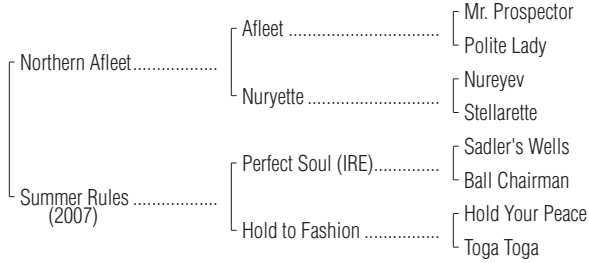 Mr. Prospector
Afleet ....................................
Polite Lady
Northern Afleet..................
Nureyev
Nuryette ...............................
Stellarette
Sadler's Wells
Perfect Soul (IRE)...............
Ball Chairman
Summer Rules ..................
(2007)
Hold Your Peace
Hold to Fashion .................
Toga Toga